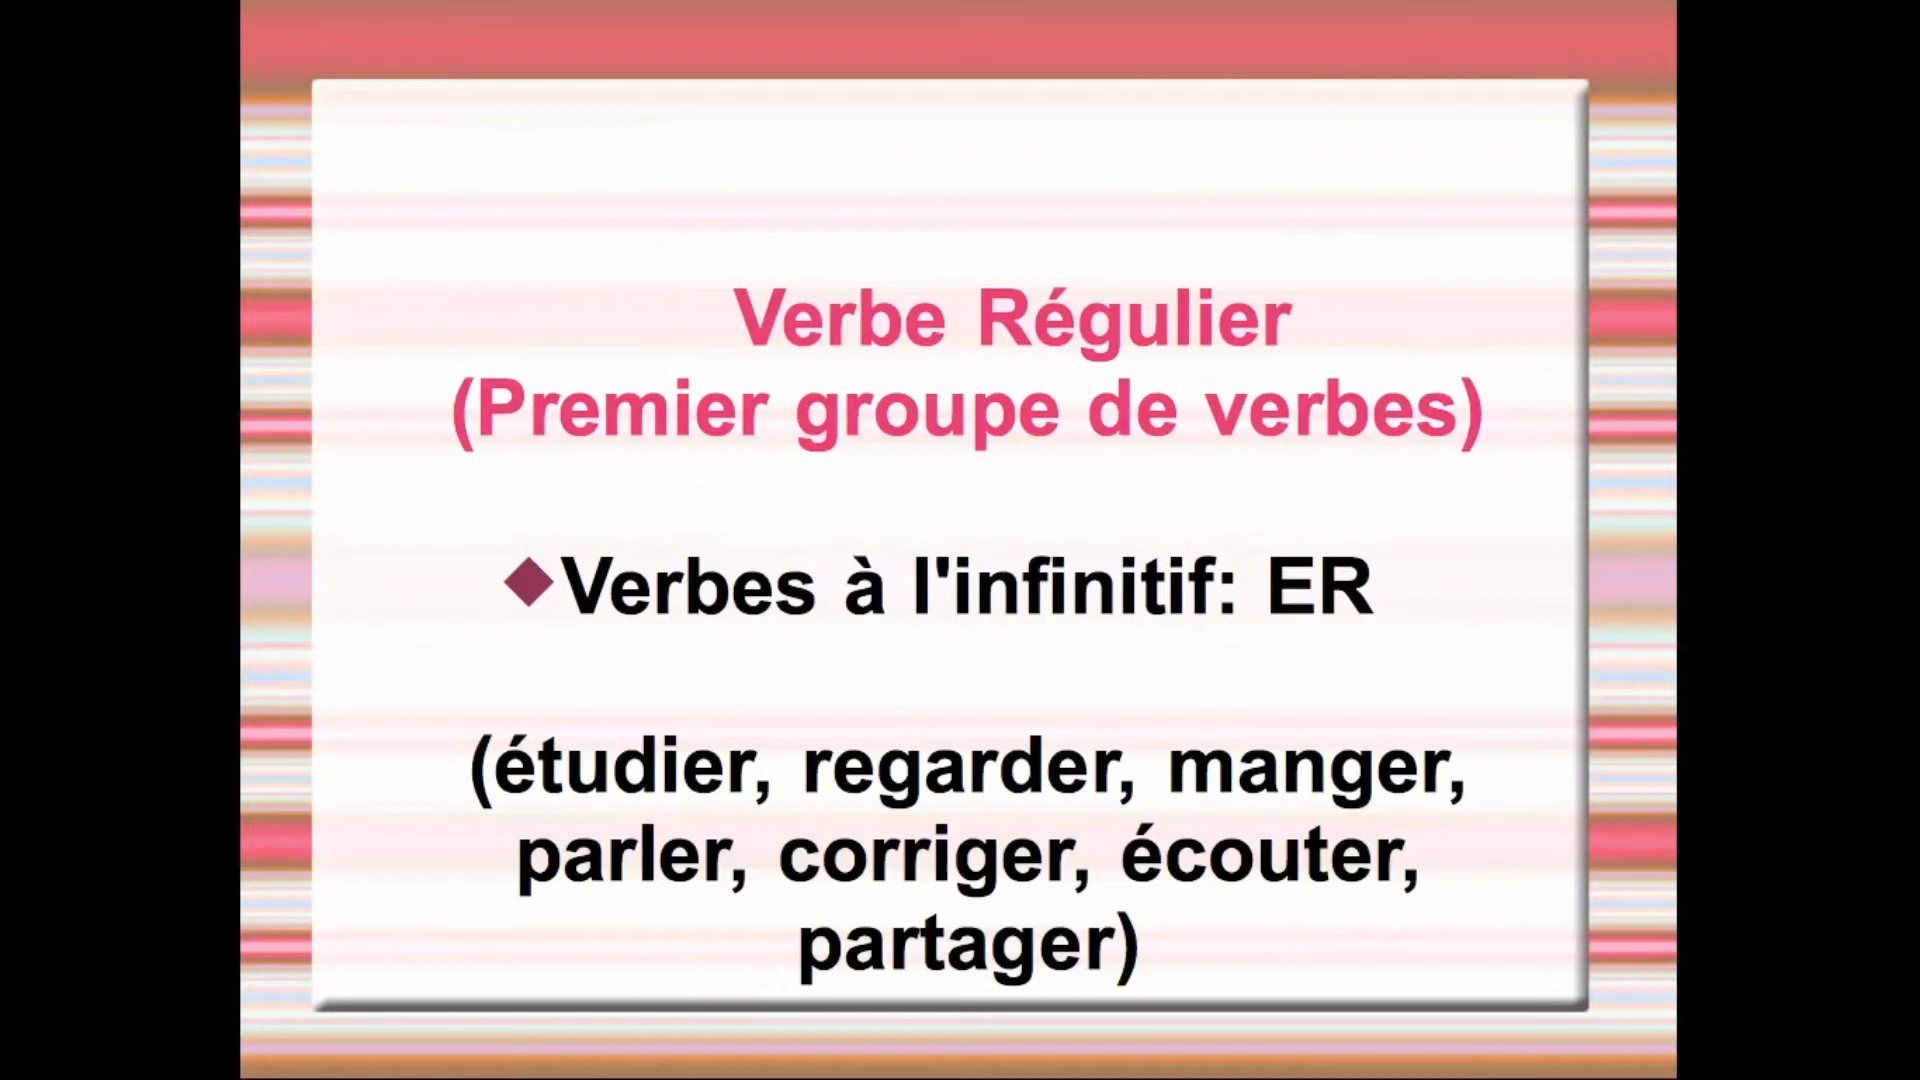 Verbe Régulier
(Premier groupe de verbes)
Verbes à l'infinitif: ER
(étudier, regarder, manger,
parler, corriger, écouter,
partager)